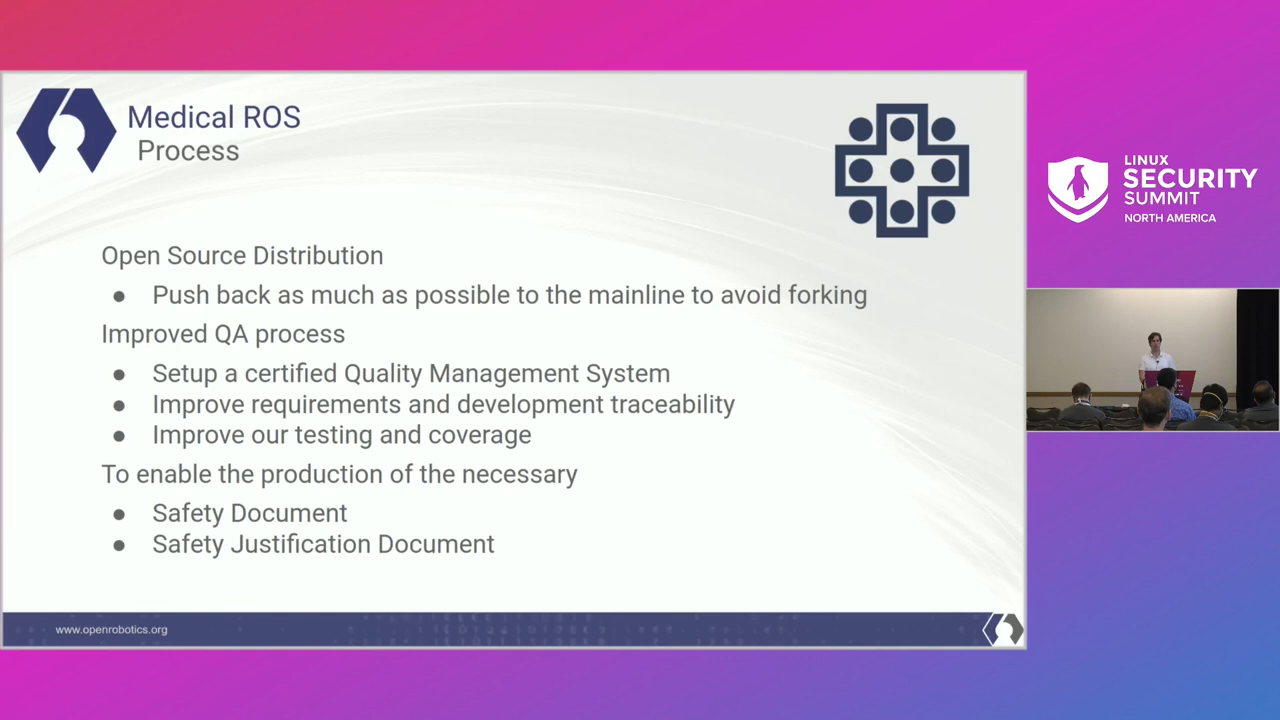 Medical ROS
Process
Open Source Distribution
● Push back as much as possible to the mainline to avoid forking
Improved QA process
● Setup a certified Quality Management System
● Improve requirements and development traceability
● Improve our testing and coverage
To enable the production of the necessary
● Safety Document
● Safety Justification Document
www.openrobotics.org
LINUX
SECURITY
SUMMIT
NORTH AMERICA